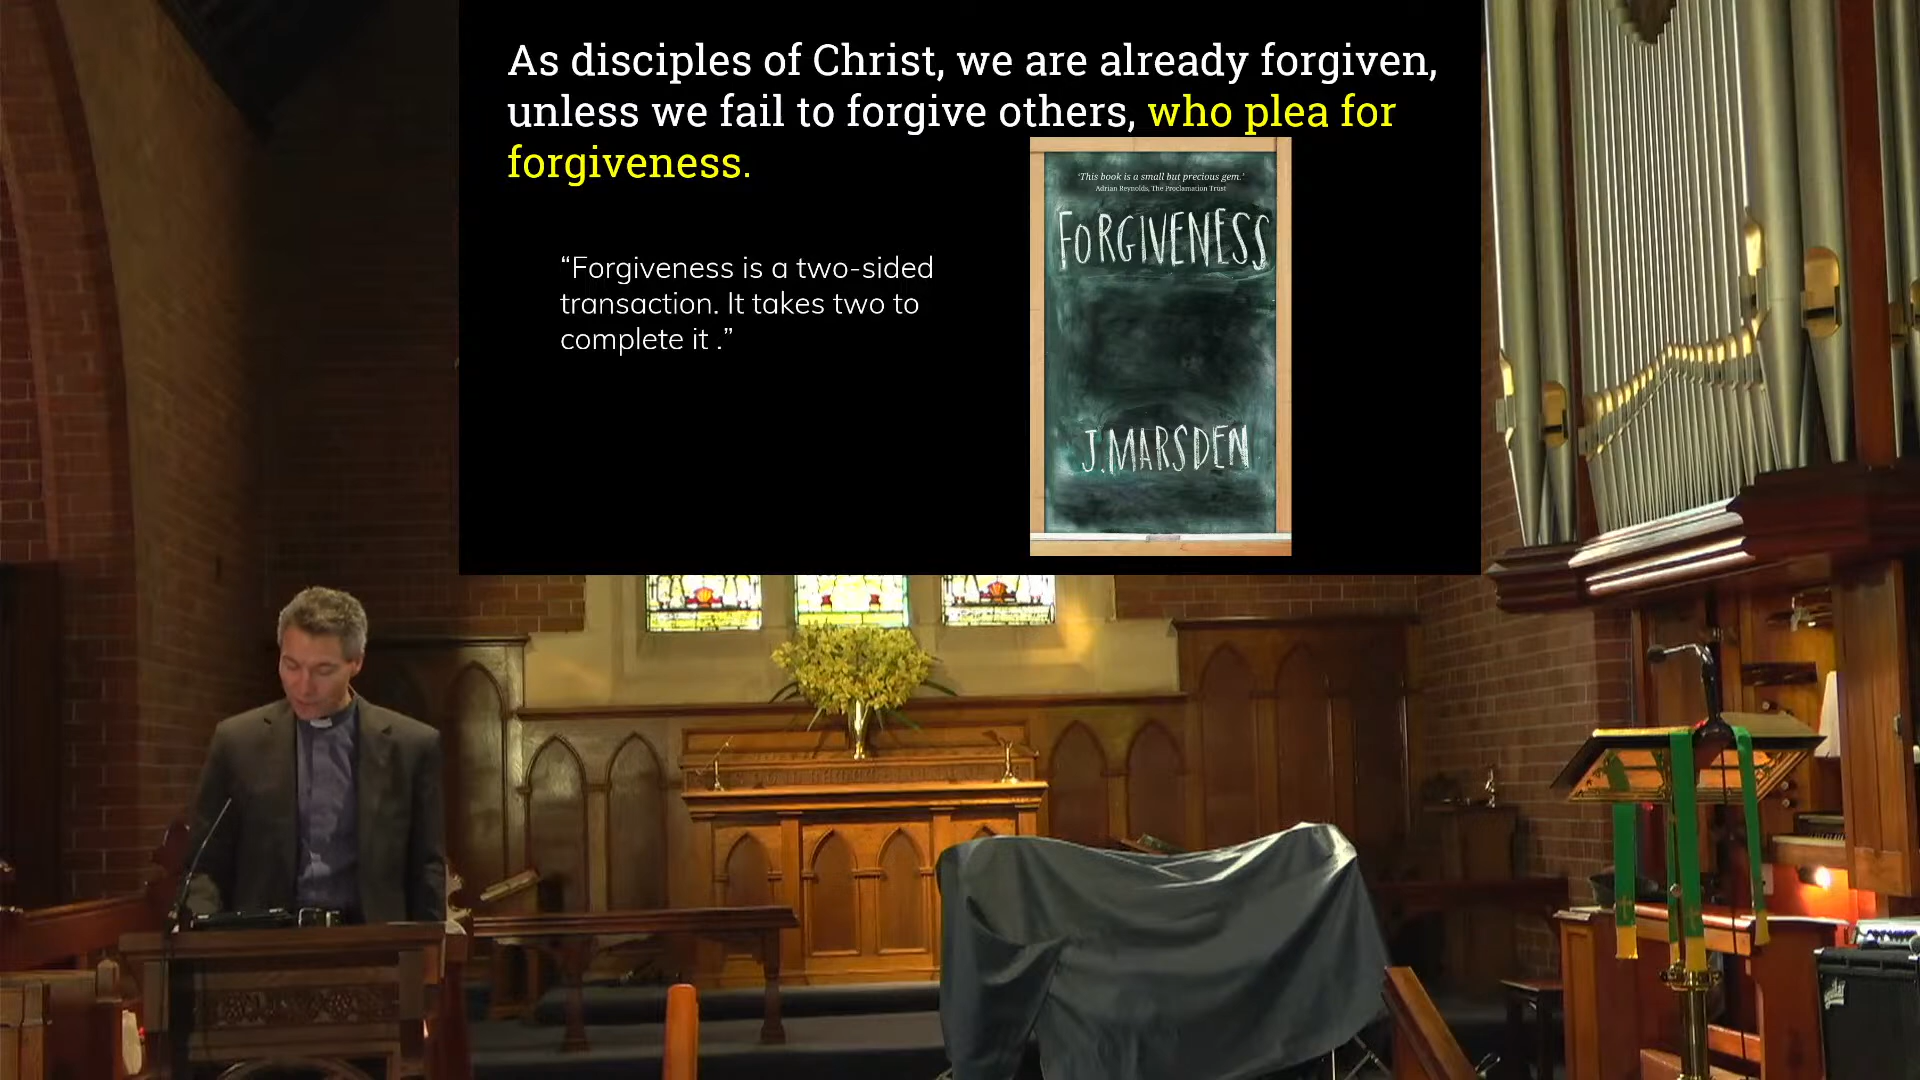 As disciples of Christ, we are already forgiven,
unless we fail to forgive others, who plea for
forgiveness.
“Forgiveness is a two-sided
transaction. It takes two to
complete it .”
‘This book is a small but precious gem.’
Adrian Reynolds, The Proclamation Trust
FORGIVENESS
J. MARSDEN